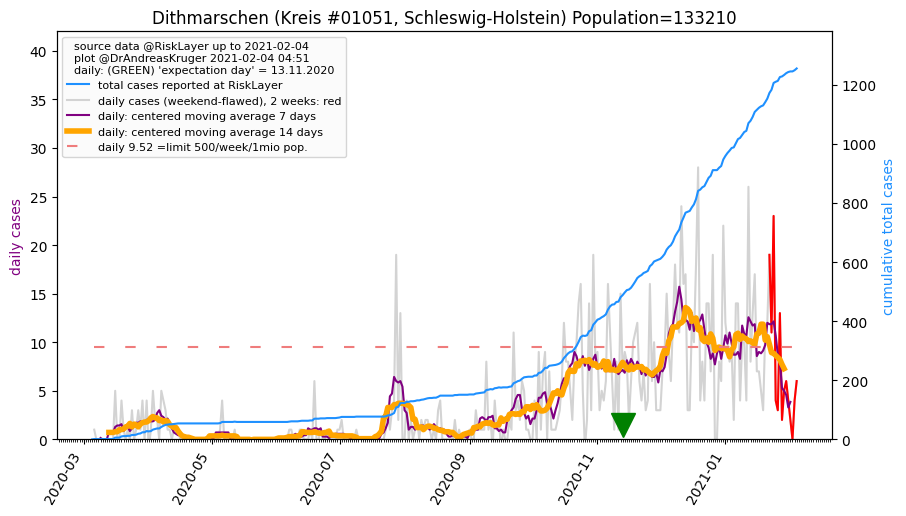 Dithmarschen (Kreis #01051, Schleswig-Holstein) Population=133210
source data @RiskLayer up to 2021-02-04
plot @DrAndreasKruger 2021-02-04 04:51
daily: (GREEN) 'expectation day' = 13.11.2020
total cases reported at RiskLayer
daily cases (weekend-flawed), 2 weeks: red
daily: centered moving average 7 days
daily: centered moving average 14 days
daily 9.52 =limit 500/week/1mio pop.
daily cases
40
35
30
25
20
15
10
5
0
cumulative total cases
1200
1000
800
600
400
200
0
2020-03
2020-05
2020-07
2020-09
2020-11
2021-01